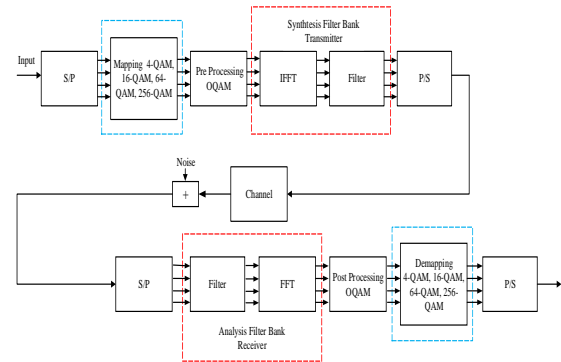 Synthtesis Filter Bank
Transmitter
Input
S/P
Mapping 4-QAM,
16-QAM, 64-
QAM, 256-QAM
Pre Processing
OQAM
IFFT
Filter
P/S
Noise
+
Channel
S/P
Filter
FFT
Post Processing
OQAM
Demapping
4-QAM, 16-QAM,
64-QAM, 256-
QAM
P/S
Analysis Filter Bank
Receiver